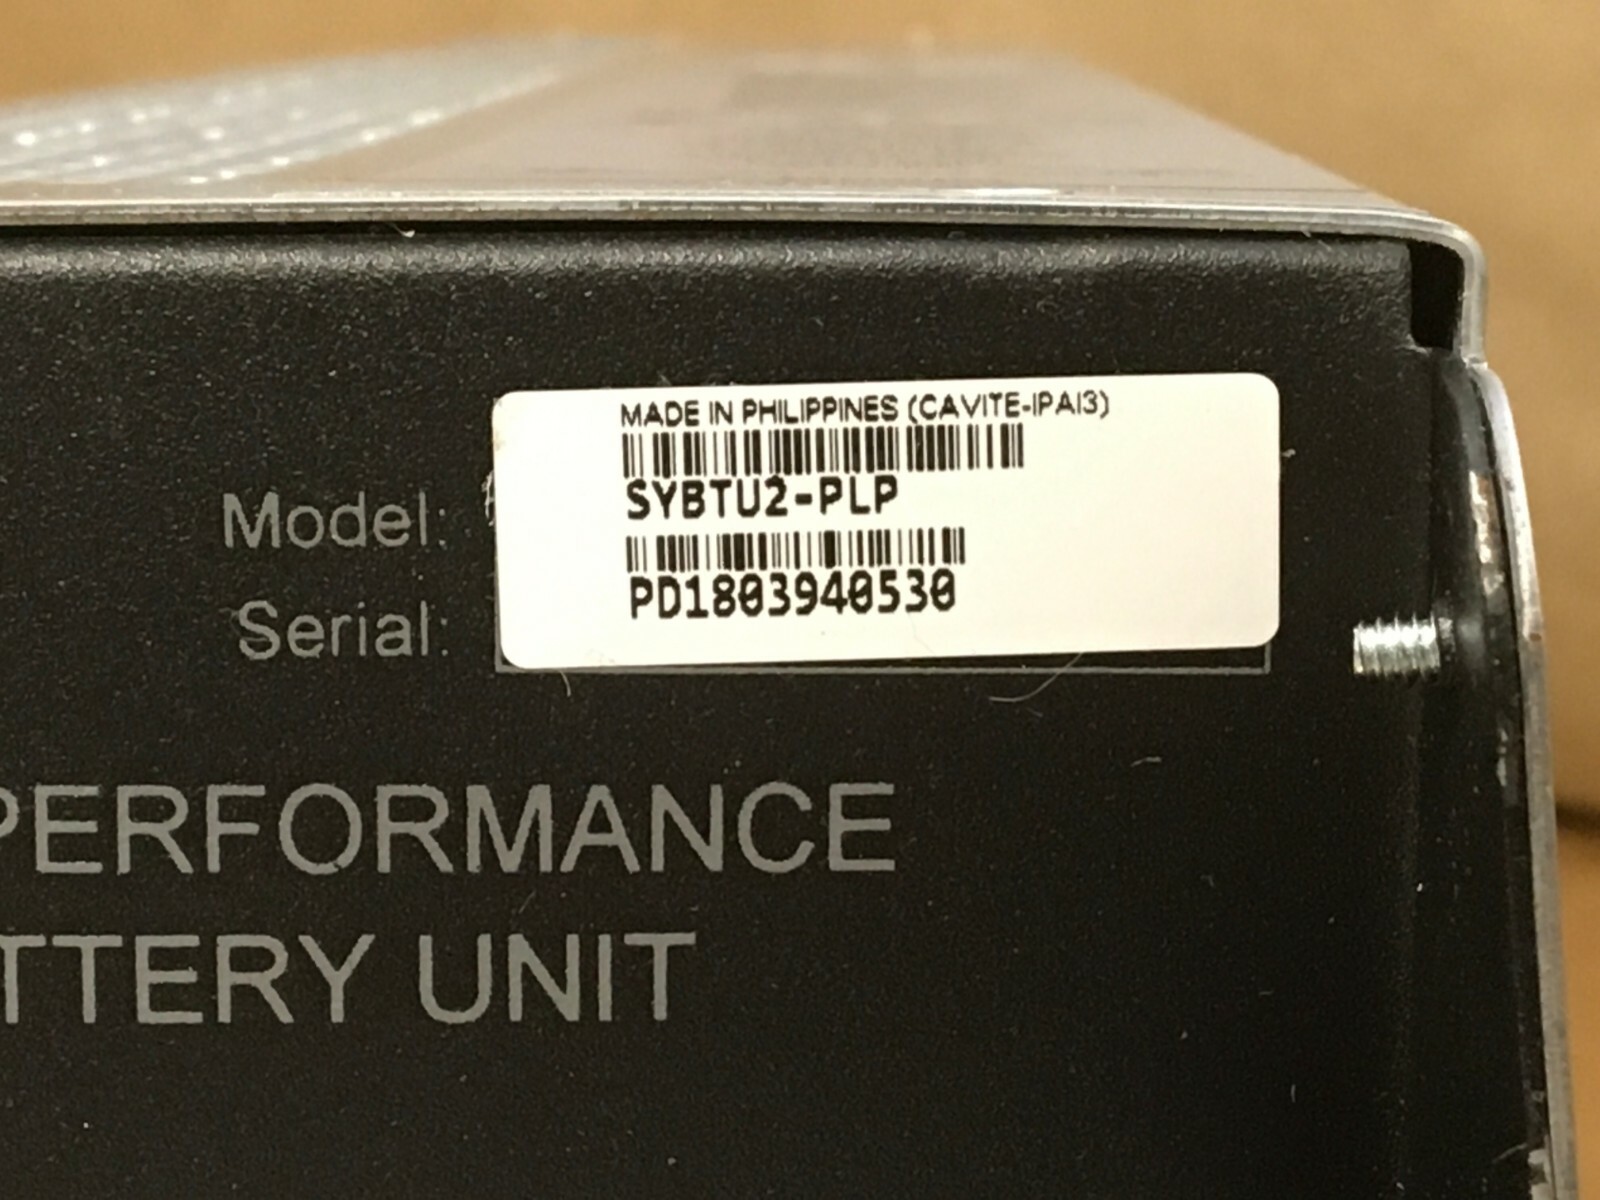 MADE IN PHILIPPINES (CAVITE-IPAI3)
Model: SYBTU2-PLP
Serial: PD1803940530
PERFORMANCE
TTERY UNIT